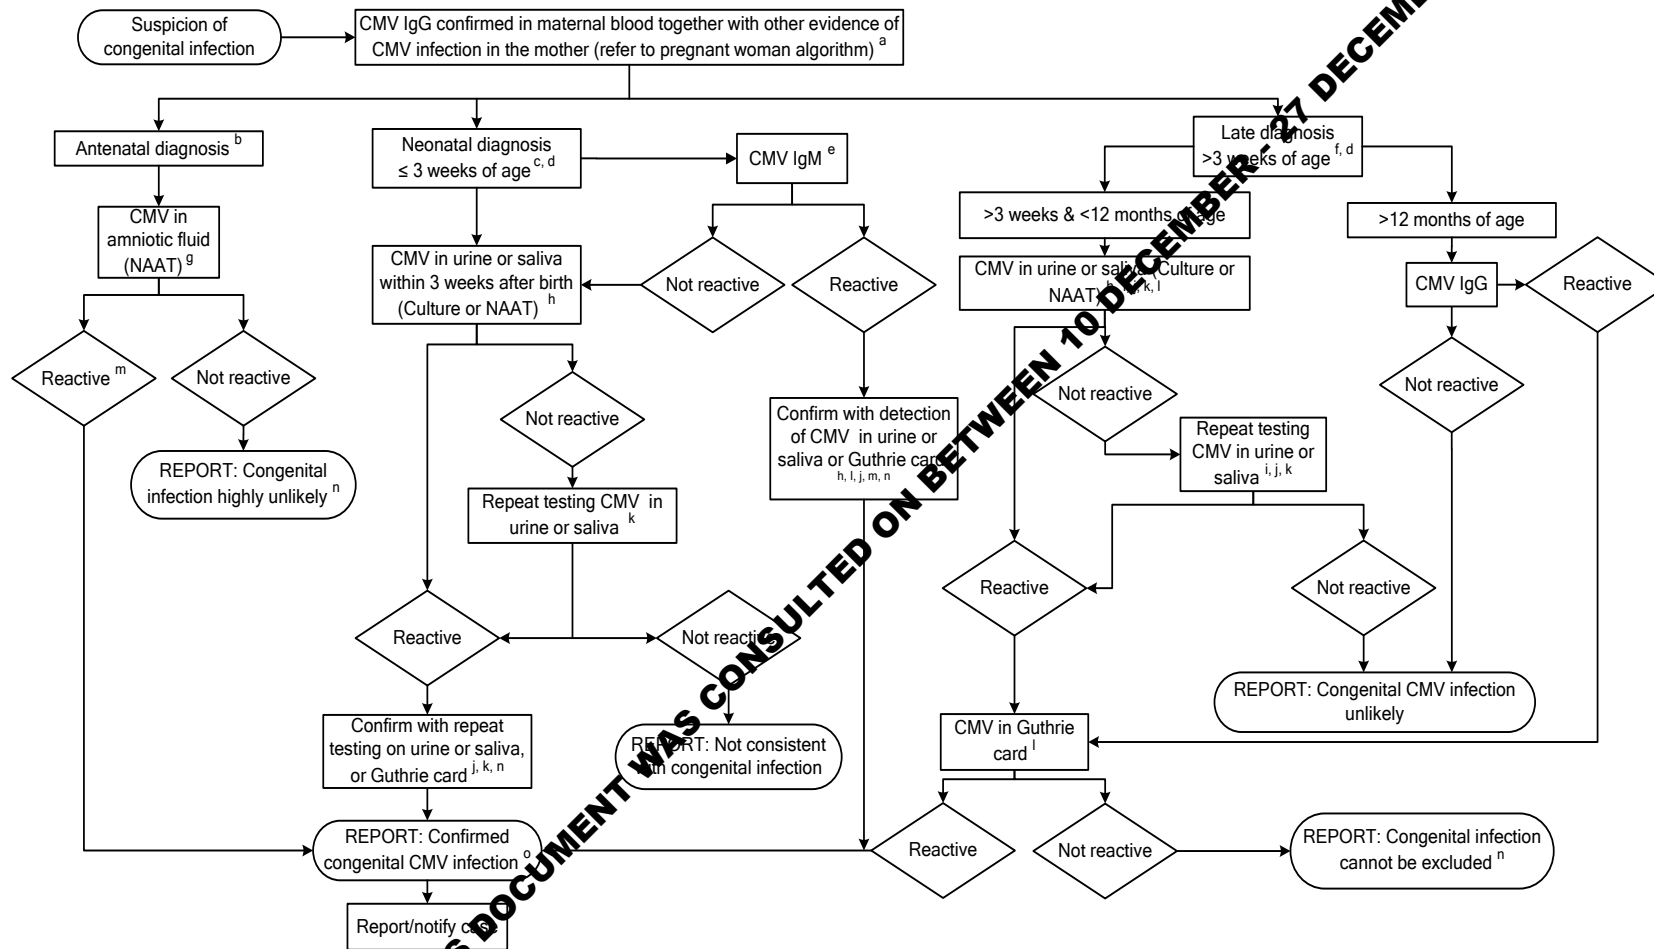 Suspicion of
congenital infection
CMV IgG confirmed in maternal blood together with other evidence of
CMV infection in the mother (refer to pregnant woman algorithm) a
Antenatal diagnosis b
Neonatal diagnosis
≤ 3 weeks of age c, d
CMV IgM e
Late diagnosis
>3 weeks of age f, d
>3 weeks & <12 months of age
>12 months of age
CMV in
amniotic fluid
(NAAT) g
CMV in urine or saliva
within 3 weeks after birth
(Culture or NAAT) h
Not reactive
Reactive
CMV in urine or saliva (Culture or
NAAT) k, l
CMV IgG
Reactive
Reactive m
Not reactive
Not reactive
Confirm with detection
of CMV in urine or
saliva or Guthrie card
h, I, j, m, n
Not reactive
Repeat testing
CMV in urine or
saliva i, j, k
Not reactive
REPORT: Congenital
infection highly unlikely n
Repeat testing CMV in
urine or saliva k
Reactive
Not reactive
Reactive
Not reactive
REPORT: Congenital CMV infection
unlikely
Confirm with repeat
testing on urine or saliva,
or Guthrie card j, k, n
REPORT: Not consistent
with congenital infection
CMV in Guthrie
card l
REPORT: Confirmed
congenital CMV infection o
Reactive
Not reactive
REPORT: Congenital infection
cannot be excluded n
Report/notify case
S DOCUMENT WAS CONSULTED ON BETWEEN 10 DECEMBER - 27 DECEME